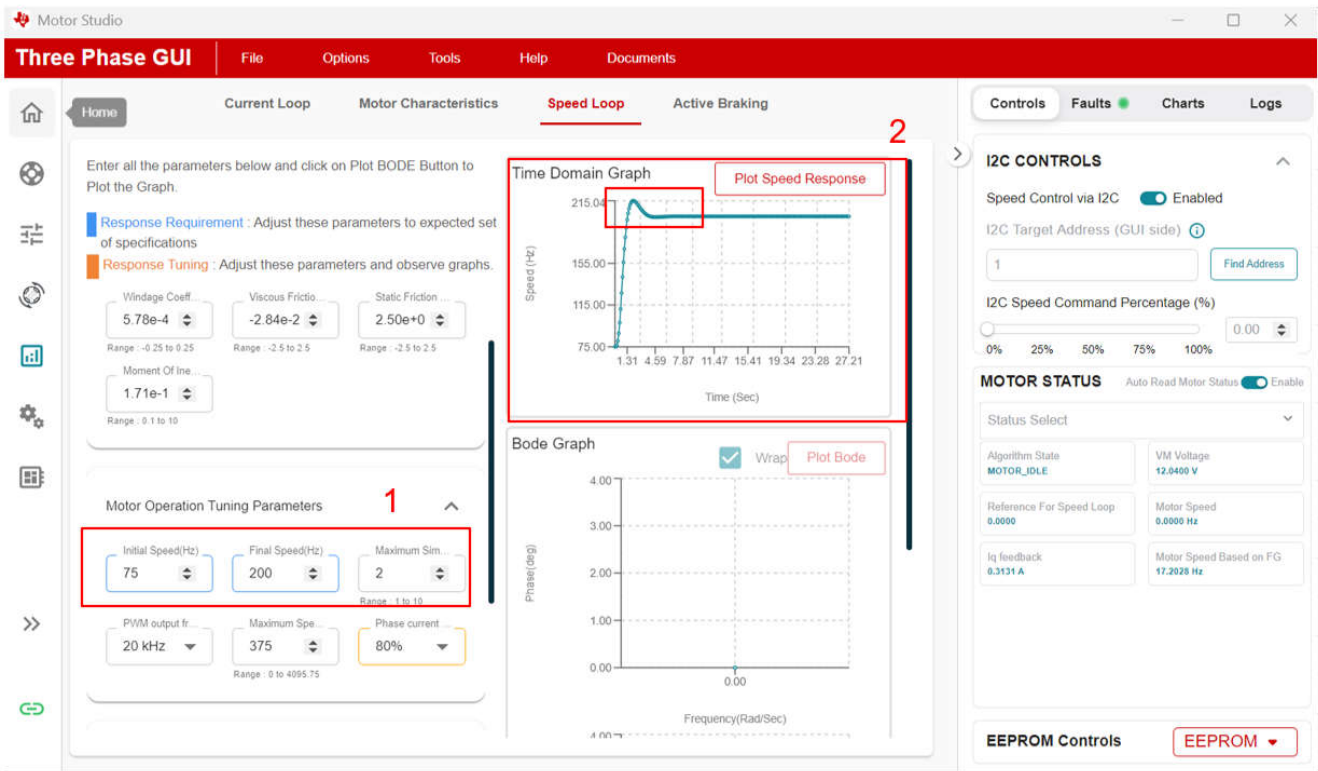 Motor Studio
Three Phase GUI
File
Options
Tools
Help
Documents
Home
Current Loop
Motor Characteristics
Speed Loop
Active Braking
Enter all the parameters below and click on Plot BODE Button to
Plot the Graph.
Response Requirement : Adjust these parameters to expected set
of specifications
Response Tuning : Adjust these parameters and observe graphs.
Windage Coeff...
Viscous Frictio...
Static Friction ...
5.78e-4
-2.84e-2
2.50e+0
Range : -0.25 to 0.25
Range : -2.5 to 2.5
Range : -2.5 to 2.5
Moment Of Ine...
1.71e-1
Range : 0.1 to 10
Motor Operation Tuning Parameters
1
Initial Speed(Hz)
Final Speed(Hz)
Maximum Sim...
75
200
2
Range : 1 to 10
PWM output fr...
Maximum Spe...
Phase current ...
20 kHz
375
80%
Range : 0 to 4095.75
2
Time Domain Graph
Plot Speed Response
215.04
155.00
115.00
75.00
Speed (Hz)
1.31 4.59 7.87 11.47 15.41 19.34 23.28 27.21
Time (Sec)
Bode Graph
Wrap
Plot Bode
4.00
3.00
2.00
1.00
0.00
Phase(deg)
0.00
Frequency(Rad/Sec)
4.00
Controls
Faults
Charts
Logs
I2C CONTROLS
Speed Control via I2C
Enabled
I2C Target Address (GUI side)
1
Find Address
I2C Speed Command Percentage (%)
0.00
0% 25% 50% 75% 100%
MOTOR STATUS
Auto Read Motor Status
Enable
Status Select
Algorithm State
MOTOR_IDLE
VM Voltage
12.0400 V
Reference For Speed Loop
0.0000
Motor Speed
0.0000 Hz
Iq feedback
0.3131 A
Motor Speed Based on FG
17.2028 Hz
EEPROM Controls
EEPROM